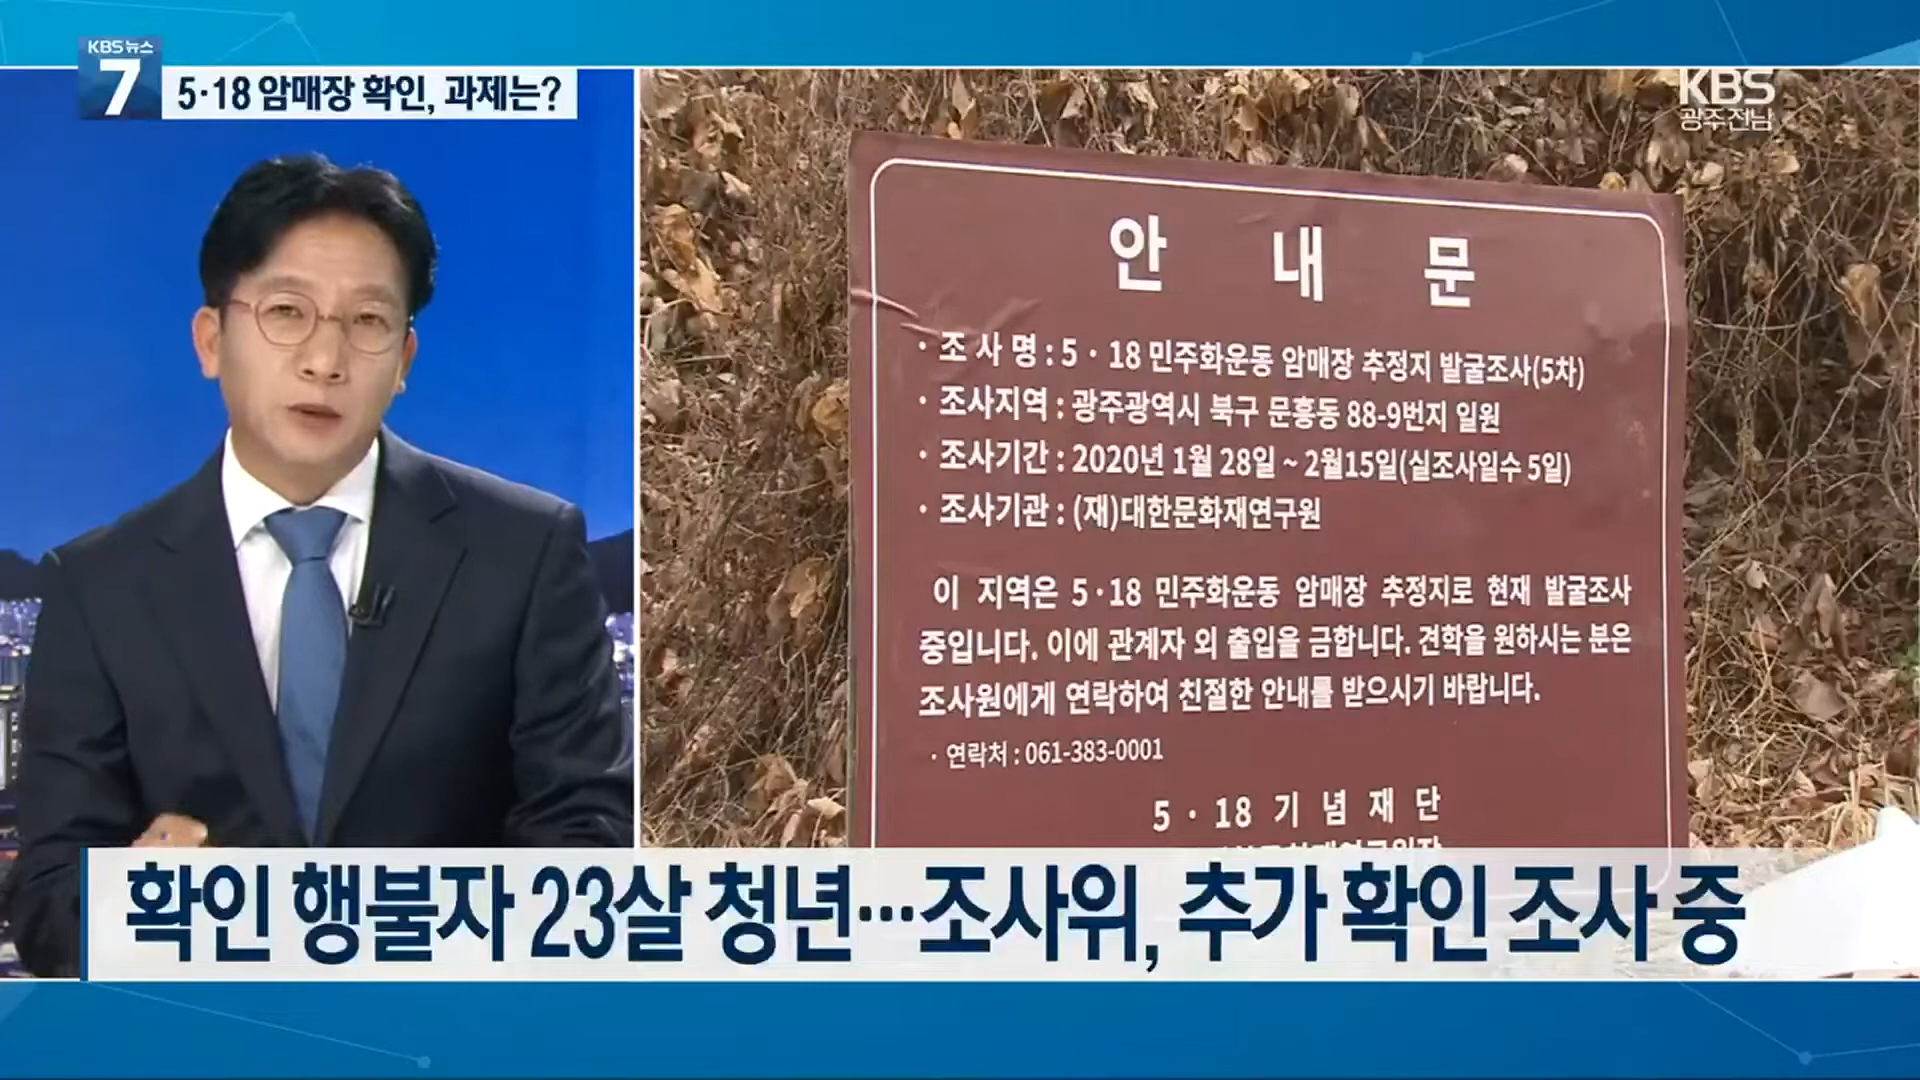 KBS 뉴스
7
5·18 암매장 확인, 과제는?
KBS
광주전남
안 내 문
· 조 사 명 : 5 · 18 민주화운동 암매장 추정지 발굴조사(5차)
· 조사지역 : 광주광역시 북구 문흥동 88-9번지 일원
· 조사기간 : 2020년 1월 28일 ~ 2월15일(실조사일수 5일)
· 조사기관 : (재)대한문화재연구원
이 지역은 5·18 민주화운동 암매장 추정지로 현재 발굴조사
중입니다. 이에 관계자 외 출입을 금합니다. 견학을 원하시는 분은
조사원에게 연락하여 친절한 안내를 받으시기 바랍니다.
· 연락처 : 061-383-0001
5 · 18 기 념 재 단
확인 행불자 23살 청년…조사위, 추가 확인 조사 중